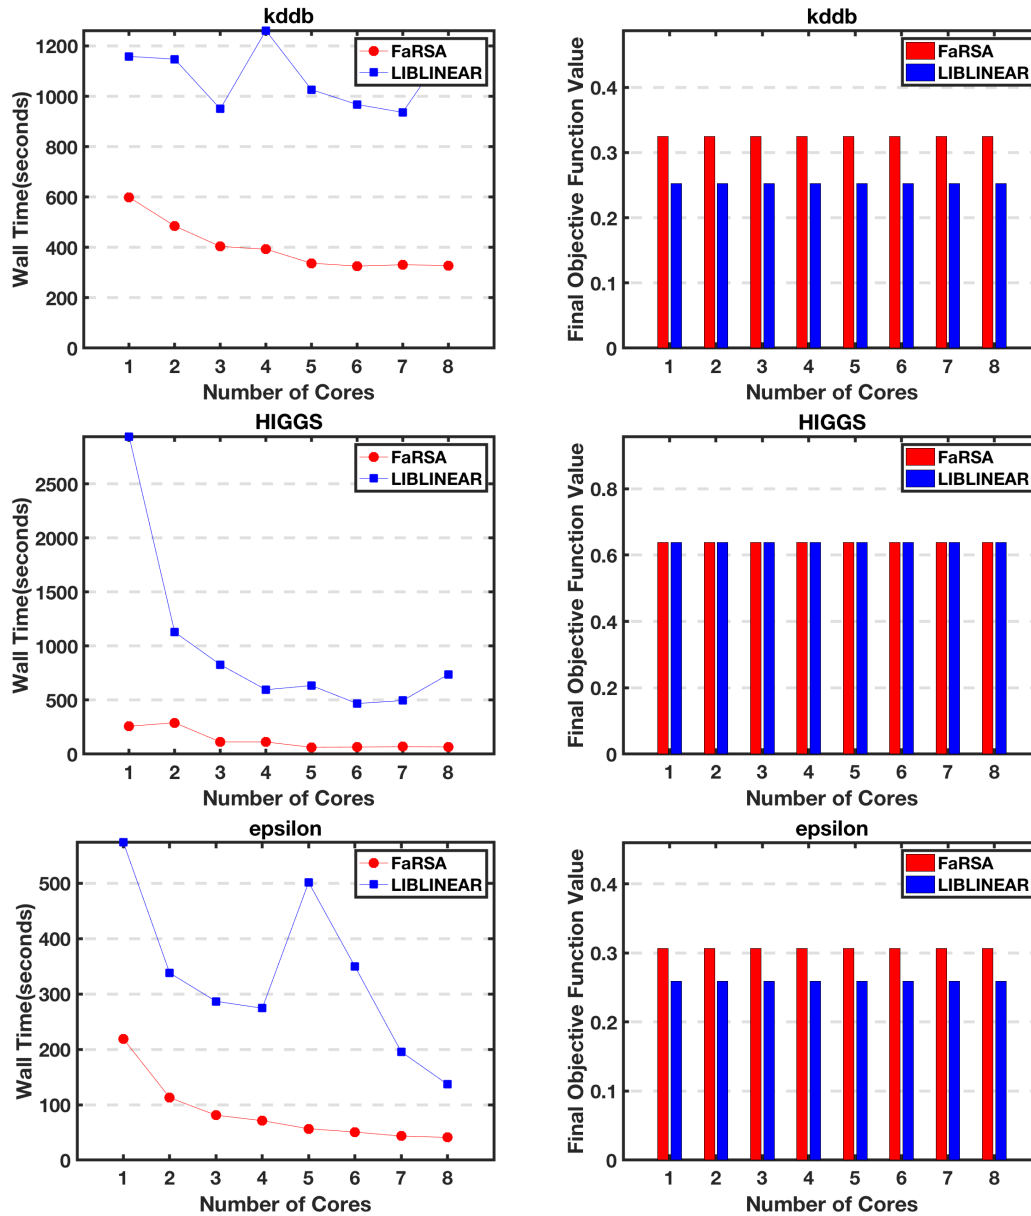 kddb
Wall Time(seconds)
1200
1000
800
600
400
200
0
1 2 3 4 5 6 7 8
Number of Cores
FaRSA
LIBLINEAR
kddb
Final Objective Function Value
0.4
0.3
0.2
0.1
0
1 2 3 4 5 6 7 8
Number of Cores
FaRSA
LIBLINEAR
HIGGS
Wall Time(seconds)
2500
2000
1500
1000
500
0
1 2 3 4 5 6 7 8
Number of Cores
FaRSA
LIBLINEAR
HIGGS
Final Objective Function Value
0.8
0.6
0.4
0.2
0
1 2 3 4 5 6 7 8
Number of Cores
FaRSA
LIBLINEAR
epsilon
Wall Time(seconds)
500
400
300
200
100
0
1 2 3 4 5 6 7 8
Number of Cores
FaRSA
LIBLINEAR
epsilon
Final Objective Function Value
0.4
0.3
0.2
0.1
0
1 2 3 4 5 6 7 8
Number of Cores
FaRSA
LIBLINEAR